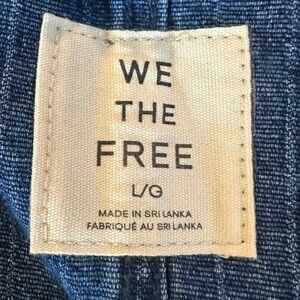 WE
THE
FREE
L/G
MADE IN SRI LANKA
FABRIQUÉ AU SRI LANKA